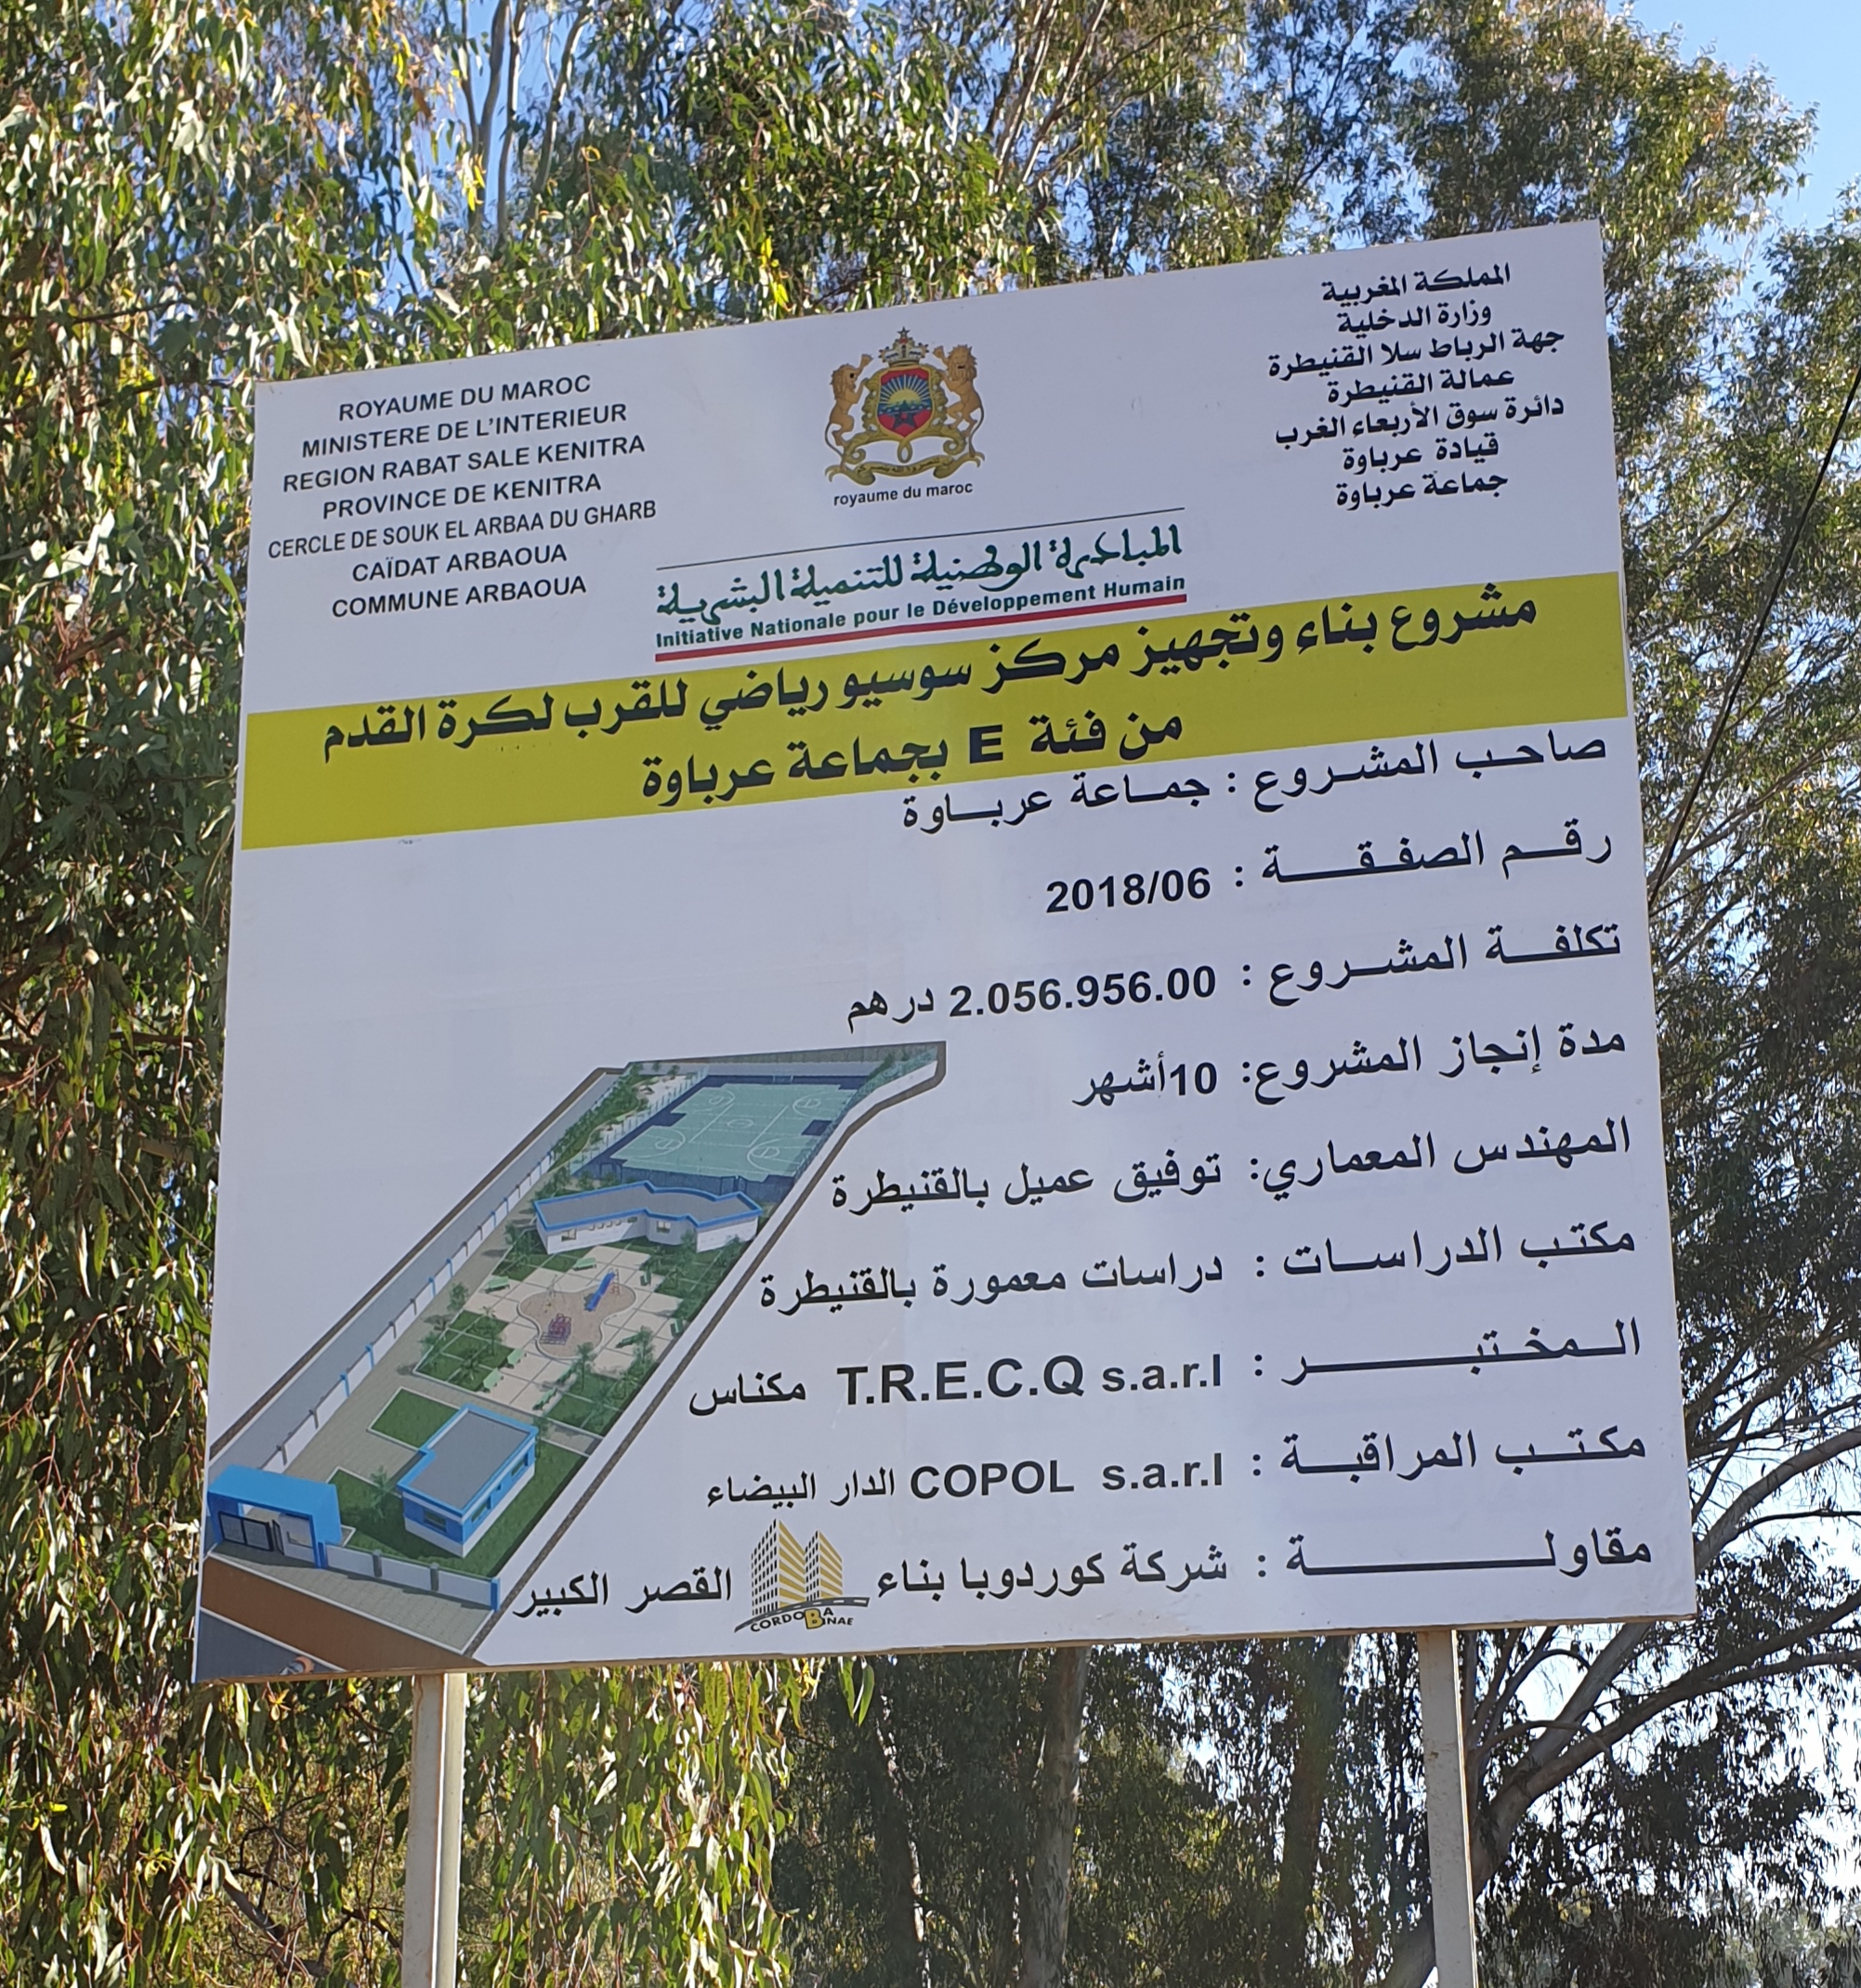 ROYAUME DU MAROC
MINISTERE DE L'INTERIEUR
REGION RABAT SALE KENITRA
PROVINCE DE KENITRA
CERCLE DE SOUK EL ARBAA DU GHARB
CAÏDAT ARBAOUA
COMMUNE ARBAOUA
royaume du maroc
المملكة المغربية
وزارة الدخلية
جهة الرباط سلا القنيطرة
عمالة القنيطرة
دائرة سوق الأربعاء الغرب
قيادة عرباوة
جماعة عرباوة
المبادرة الوطنية للتنمية البشرية
Initiative Nationale pour le Développement Humain
مشروع بناء وتجهيز مركز سوسيو رياضي للقرب لكرة القدم
من فئة E بجماعة عرباوة
صاحب المشروع : جماعة عرباوة
رقم الصفقة : 2018/06
تكلفة المشروع : 2.056.956.00 درهم
مدة إنجاز المشروع: 10أشهر
المهندس المعماري: توفيق عميل بالقنيطرة
مكتب الدراسات : دراسات معمورة بالقنيطرة
المختبر : T.R.E.C.Q s.a.r.l مكناس
مكتب المراقبة : COPOL s.a.r.l الدار البيضاء
مقاولة : شركة كوردوبا بناء CORDOBA BINAE القصر الكبير